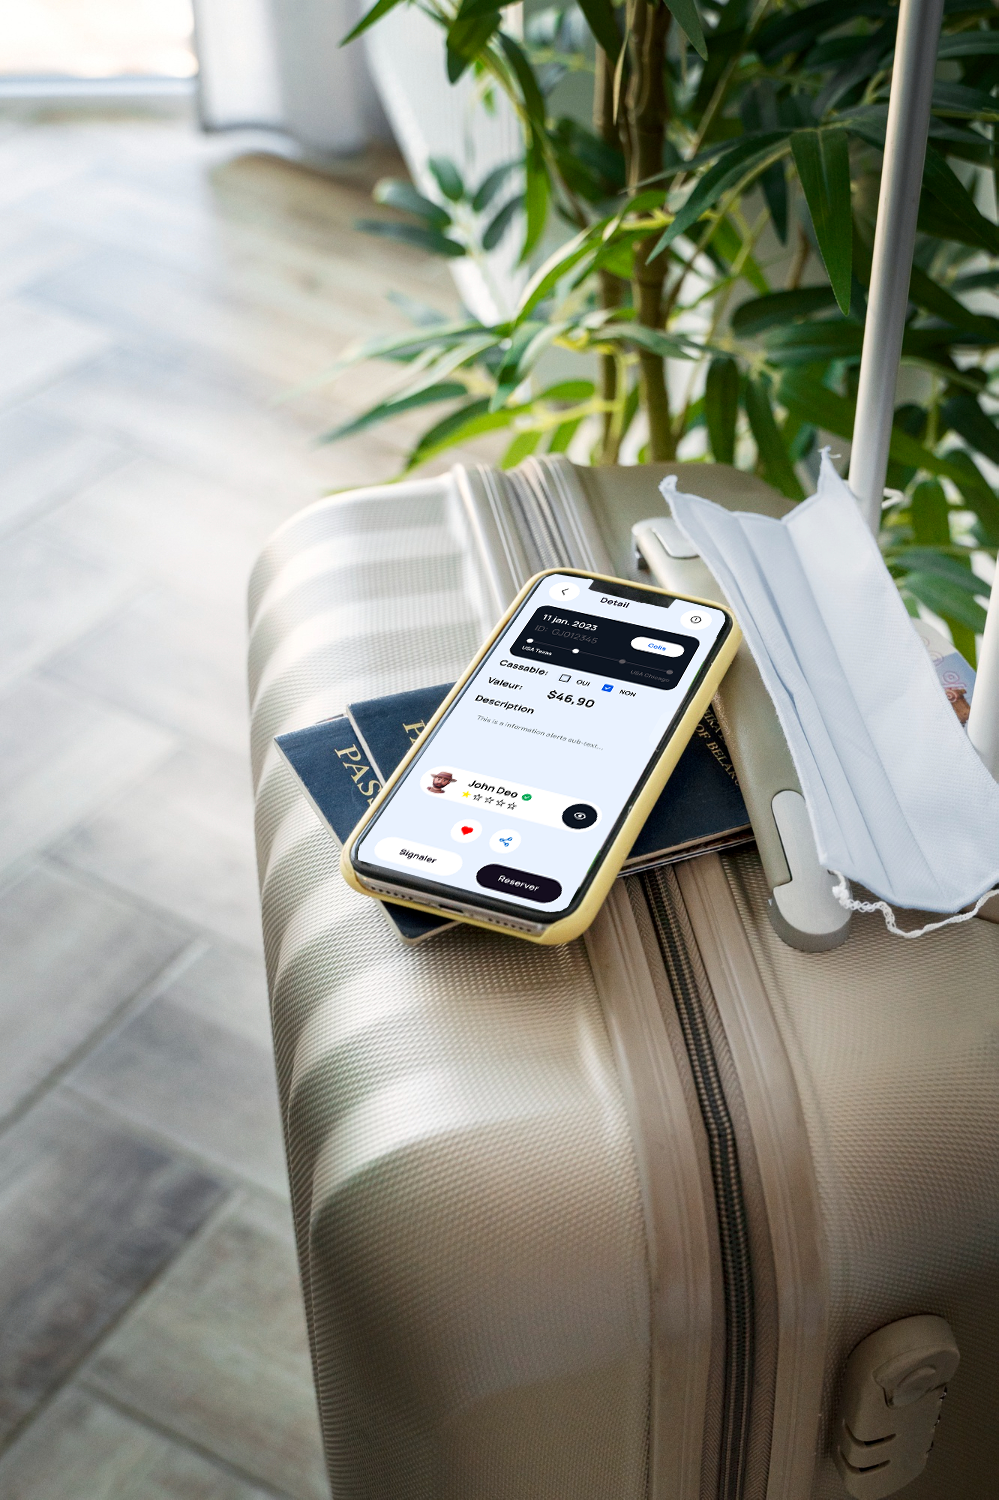 Detail
11 jan. 2023
ID: GJ012345
Colis
USA Texas
USA Chicago
Cassable: OUI NON
Valeur: $46,90
Description
This is a information alerts sub-text...
John Deo
Signaler
Reserver
PAS
OF BELAR